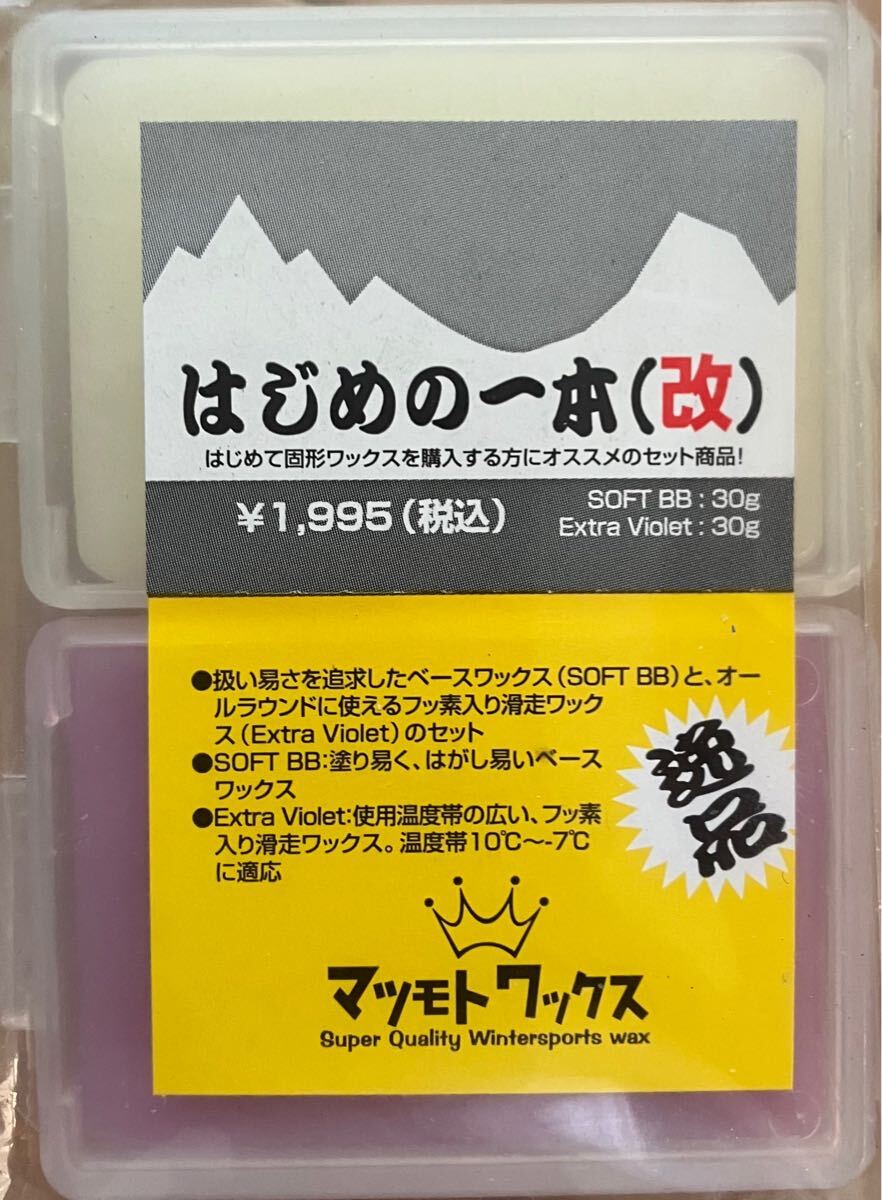 はじめの一本(改)
はじめて固形ワックスを購入する方にオススメのセット商品!
¥1,995(税込)
SOFT BB : 30g
Extra Violet : 30g
●扱い易さを追求したベースワックス(SOFT BB)と、オー
ルラウンドに使えるフッ素入り滑走ワック
ス(Extra Violet)のセット
●SOFT BB:塗り易く、はがし易いベース
ワックス
●Extra Violet:使用温度帯の広い、フッ素
入り滑走ワックス。温度帯10℃〜-7℃
に適応
逸品
マツモトワックス
Super Quality Wintersports wax